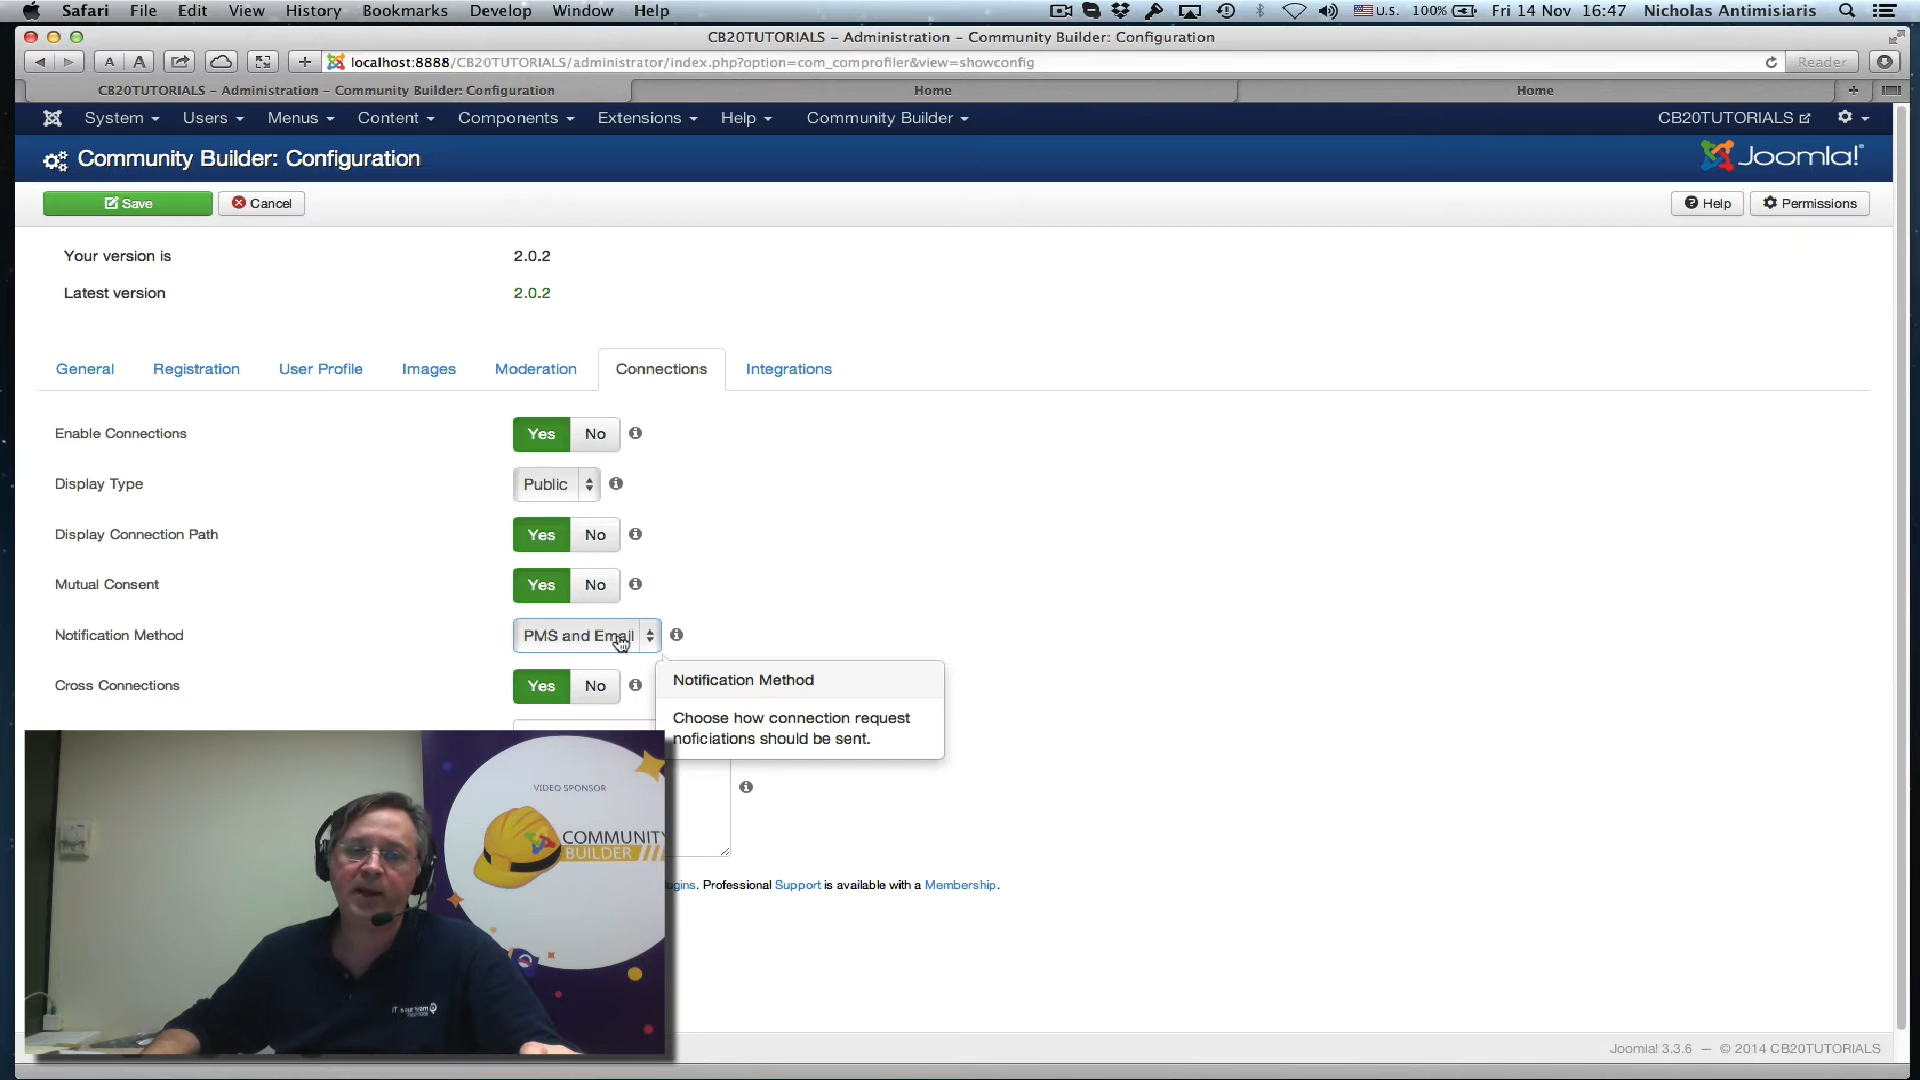 Safari File Edit View History Bookmarks Develop Window Help U.S. 100% Fri 14 Nov 16:47 Nicholas Antimisiaris
CB20TUTORIALS – Administration – Community Builder: Configuration
A A + localhost:8888/CB20TUTORIALS/administrator/index.php?option=com_comprofiler&view=showconfig Reader
CB20TUTORIALS – Administration – Community Builder: Configuration Home Home +
System Users Menus Content Components Extensions Help Community Builder CB20TUTORIALS
Community Builder: Configuration Joomla!®
Save Cancel Help Permissions
Your version is 2.0.2
Latest version 2.0.2
General Registration User Profile Images Moderation Connections Integrations
Enable Connections Yes No
Display Type Public
Display Connection Path Yes No
Mutual Consent Yes No
Notification Method PMS and Email
Cross Connections Yes No
Notification Method
Choose how connection request
noficiations should be sent.
VIDEO SPONSOR
COMMUNITY
BUILDER
lugins. Professional Support is available with a Membership.
IT is our team
Joomla! 3.3.6 — © 2014 CB20TUTORIALS